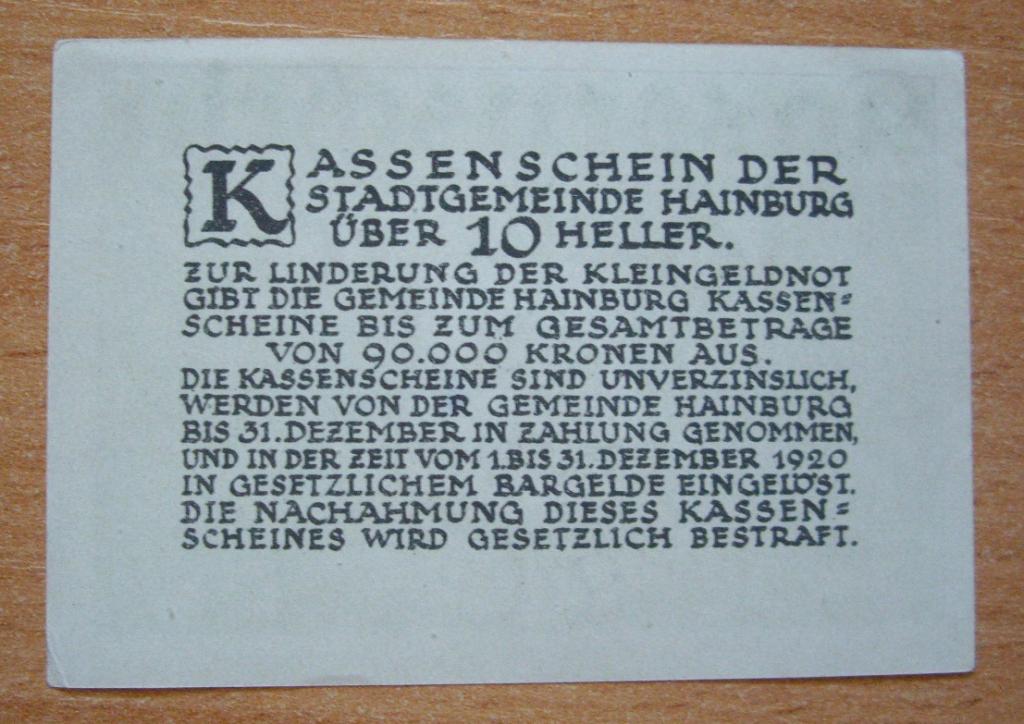 KASSENSCHEIN DER
STADTGEMEINDE HAINBURG
ÜBER 10 HELLER.
ZUR LINDERUNG DER KLEINGELDNOT
GIBT DIE GEMEINDE HAINBURG KASSEN=
SCHEINE BIS ZUM GESAMTBETRAGE
VON 90.000 KRONEN AUS.
DIE KASSENSCHEINE SIND UNVERZINSLICH,
WERDEN VON DER GEMEINDE HAINBURG
BIS 31. DEZEMBER IN ZAHLUNG GENOMMEN,
UND IN DER ZEIT VOM 1. BIS 31. DEZEMBER 1920
IN GESETZLICHEM BARGELDE EINGELÖST.
DIE NACHAHMUNG DIESES KASSEN=
SCHEINES WIRD GESETZLICH BESTRAFT.